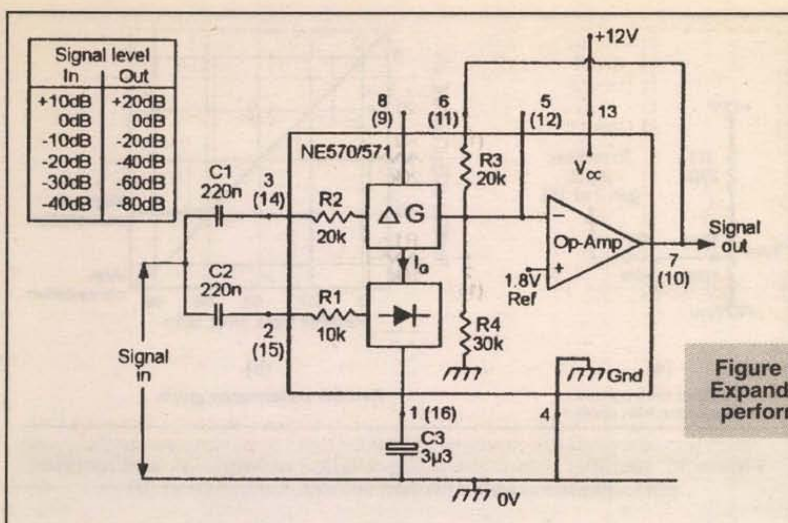 Signal level
In Out
+10dB +20dB
0dB 0dB
-10dB -20dB
-20dB -40dB
-30dB -60dB
-40dB -80dB
+12V
8
(9)
6
(11)
5
(12)
13
NE570/571
VCC
R3
20k
C1
220n
3
(14)
R2
20k
ΔG
Op-Amp
−
+
Signal
out
7
(10)
IG
1.8V
Ref
C2
220n
R1
10k
2
(15)
R4
30k
Signal
in
Gnd
Figure
Expand
perform
1 (16)
4
C3
3µ3
0V